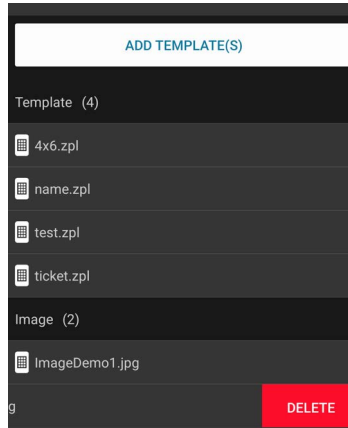 ADD TEMPLATE(S)
Template (4)
4x6.zpl
name.zpl
test.zpl
ticket.zpl
Image (2)
ImageDemo1.jpg
g DELETE